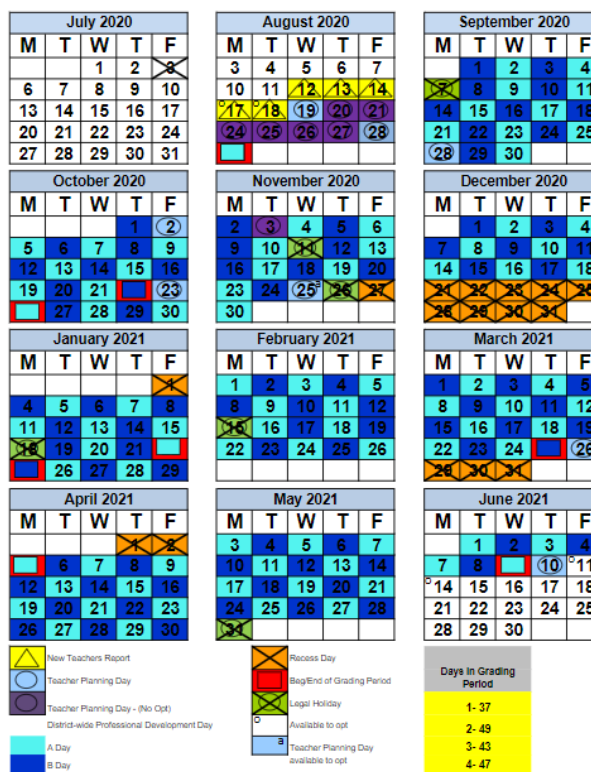 July 2020
M T W T F
1 2 3
6 7 8 9 10
13 14 15 16 17
20 21 22 23 24
27 28 29 30 31
August 2020
M T W T F
3 4 5 6 7
10 11 12 13 14
o 17 o 18 19 20 21
24 25 26 27 28
September 2020
M T W T F
1 2 3 4
7 8 9 10 11
14 15 16 17 18
21 22 23 24 25
28 29 30
October 2020
M T W T F
1 2
5 6 7 8 9
12 13 14 15 16
19 20 21 23
27 28 29 30
November 2020
M T W T F
2 3 4 5 6
9 10 11 12 13
16 17 18 19 20
23 24 25 a 26 27
30
December 2020
M T W T F
1 2 3 4
7 8 9 10 11
14 15 16 17 18
21 22 23 24 25
28 29 30 31
January 2021
M T W T F
1
4 5 6 7 8
11 12 13 14 15
18 19 20 21
26 27 28 29
February 2021
M T W T F
1 2 3 4 5
8 9 10 11 12
15 16 17 18 19
22 23 24 25 26
March 2021
M T W T F
1 2 3 4 5
8 9 10 11 12
15 16 17 18 19
22 23 24 26
29 30 31
April 2021
M T W T F
1 2
6 7 8 9
12 13 14 15 16
19 20 21 22 23
26 27 28 29 30
May 2021
M T W T F
3 4 5 6 7
10 11 12 13 14
17 18 19 20 21
24 25 26 27 28
31
June 2021
M T W T F
1 2 3 4
7 8 10 o 11
o 14 15 16 17 18
21 22 23 24 25
28 29 30
New Teachers Report
Teacher Planning Day
Teacher Planning Day - (No Opt)
District-wide Professional Development Day
A Day
B Day
Recess Day
Beg/End of Grading Period
Legal Holiday
o Available to opt
a Teacher Planning Day
available to opt
Days in Grading
Period
1- 37
2- 49
3- 43
4- 47